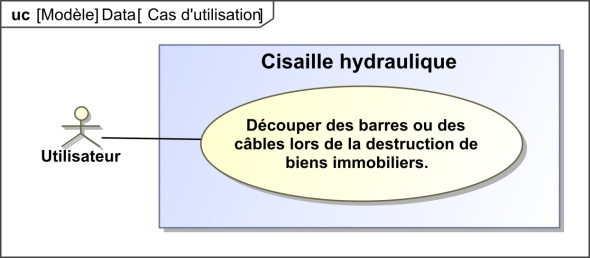 uc [Modèle] Data[ Cas d'utilisation]
Cisaille hydraulique
Découper des barres ou des
câbles lors de la destruction de
biens immobiliers.
Utilisateur